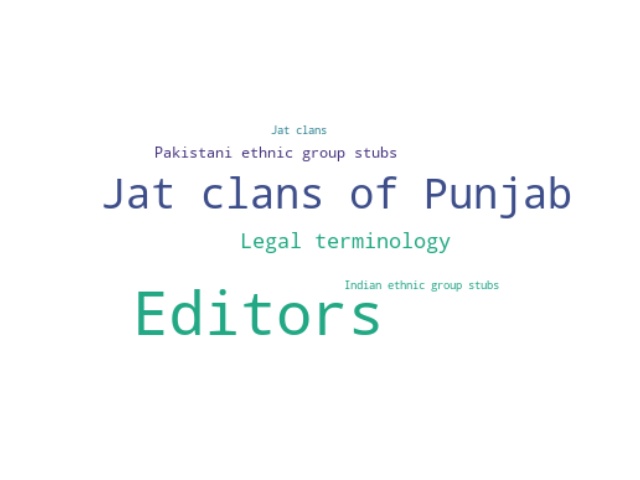 Jat clans
Pakistani ethnic group stubs
Jat clans of Punjab
Legal terminology
Indian ethnic group stubs
Editors